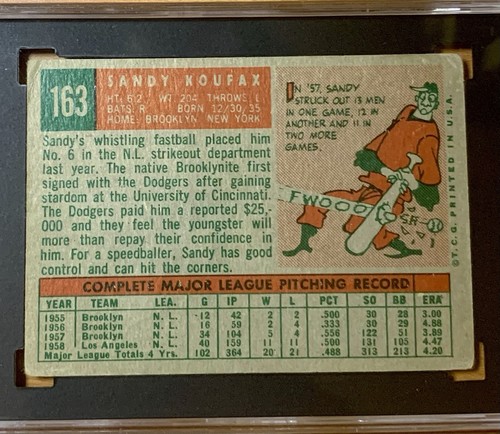 163
SANDY KOUFAX
HT: 6'2 WT 204 THROWS: L
BATS: R BORN 12/30/35
HOME: BROOKLYN NEW YORK
Sandy's whistling fastball placed him
No. 6 in the N.L. strikeout department
last year. The native Brooklynite first
signed with the Dodgers after gaining
stardom at the University of Cincinnati.
The Dodgers paid him a reported $25,-
000 and they feel the youngster will
more than repay their confidence in
him. For a speedballer, Sandy has good
control and can hit the corners.
IN '57, SANDY
STRUCK OUT 13 MEN
IN ONE GAME, 12 IN
ANOTHER AND 11 IN
TWO MORE
GAMES.
FWOOO
©T.C.G. PRINTED IN U.S.A.
COMPLETE MAJOR LEAGUE PITCHING RECORD
YEAR TEAM LEA. G IP W L PCT SO BB ERA
1955 Brooklyn N. L. 12 42 2 2 .500 30 28 3.00
1956 Brooklyn N. L. 16 59 2 4 .333 30 29 4.88
1957 Brooklyn N. L. 34 104 5 4 .556 122 51 3.89
1958 Los Angeles N. L. 40 159 11 11 .500 131 105 4.47
Major League Totals 4 Yrs. 102 364 20 21 .488 313 213 4.20